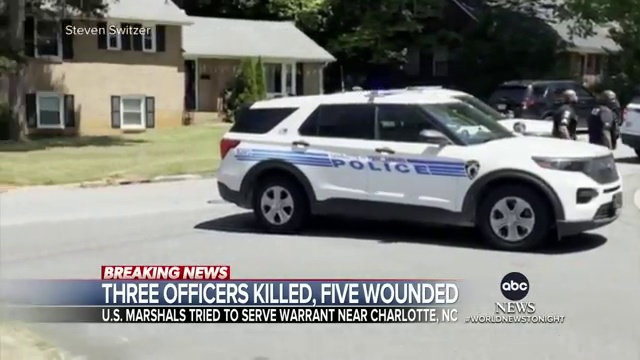 Steven Switzer
POLICE
BREAKING NEWS
THREE OFFICERS KILLED, FIVE WOUNDED
U.S. MARSHALS TRIED TO SERVE WARRANT NEAR CHARLOTTE, NC
abc
NEWS
#WORLDNEWSTONIGHT